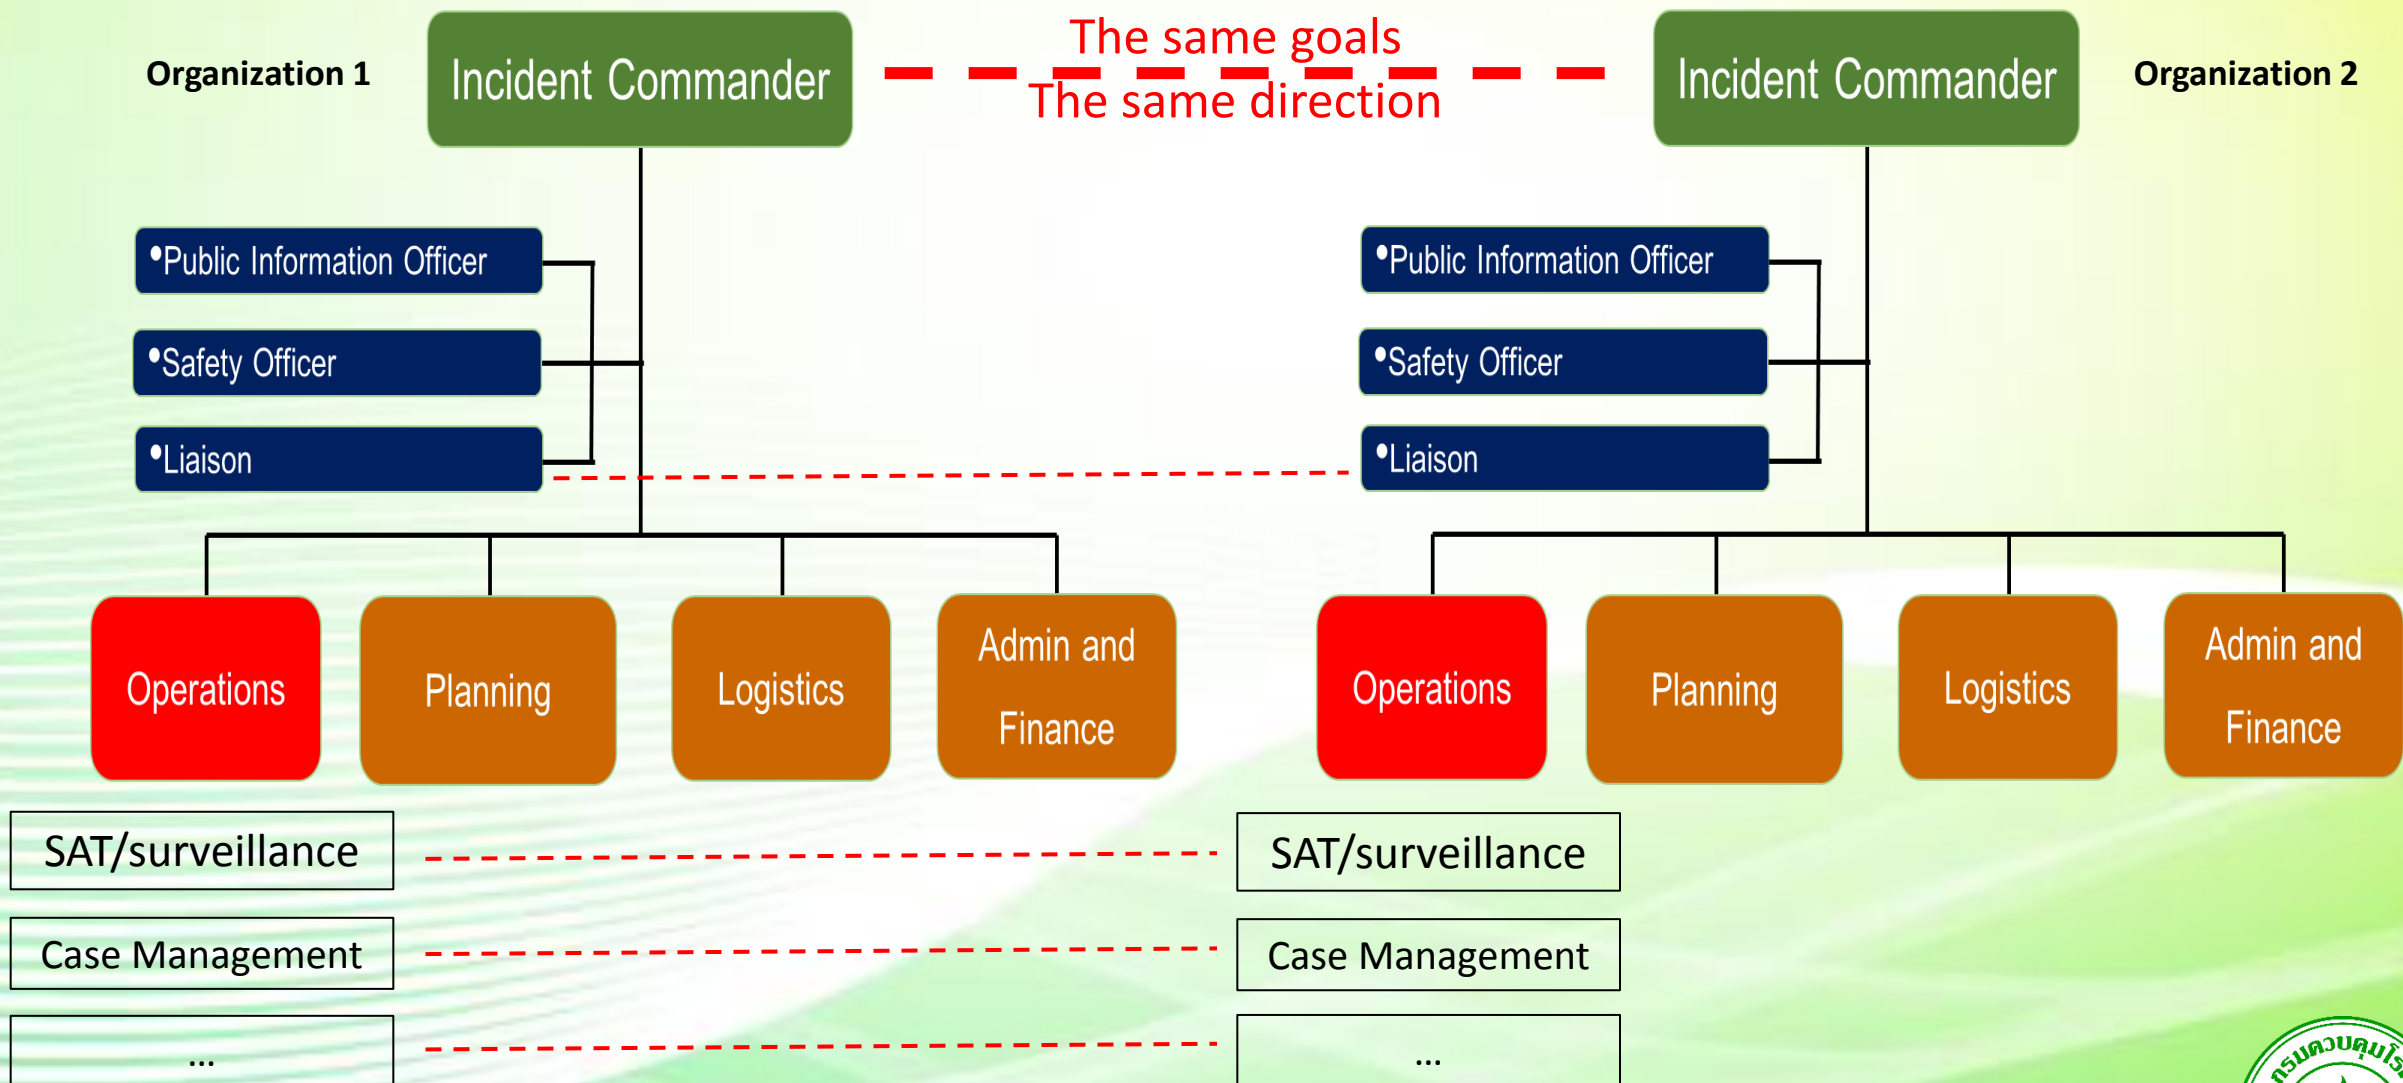 The same goals
The same direction
Organization 1
Incident Commander
Incident Commander
Organization 2
•Public Information Officer
•Safety Officer
•Liaison
•Public Information Officer
•Safety Officer
•Liaison
Operations
Planning
Logistics
Admin and
Finance
Operations
Planning
Logistics
Admin and
Finance
SAT/surveillance
SAT/surveillance
Case Management
Case Management
...
...